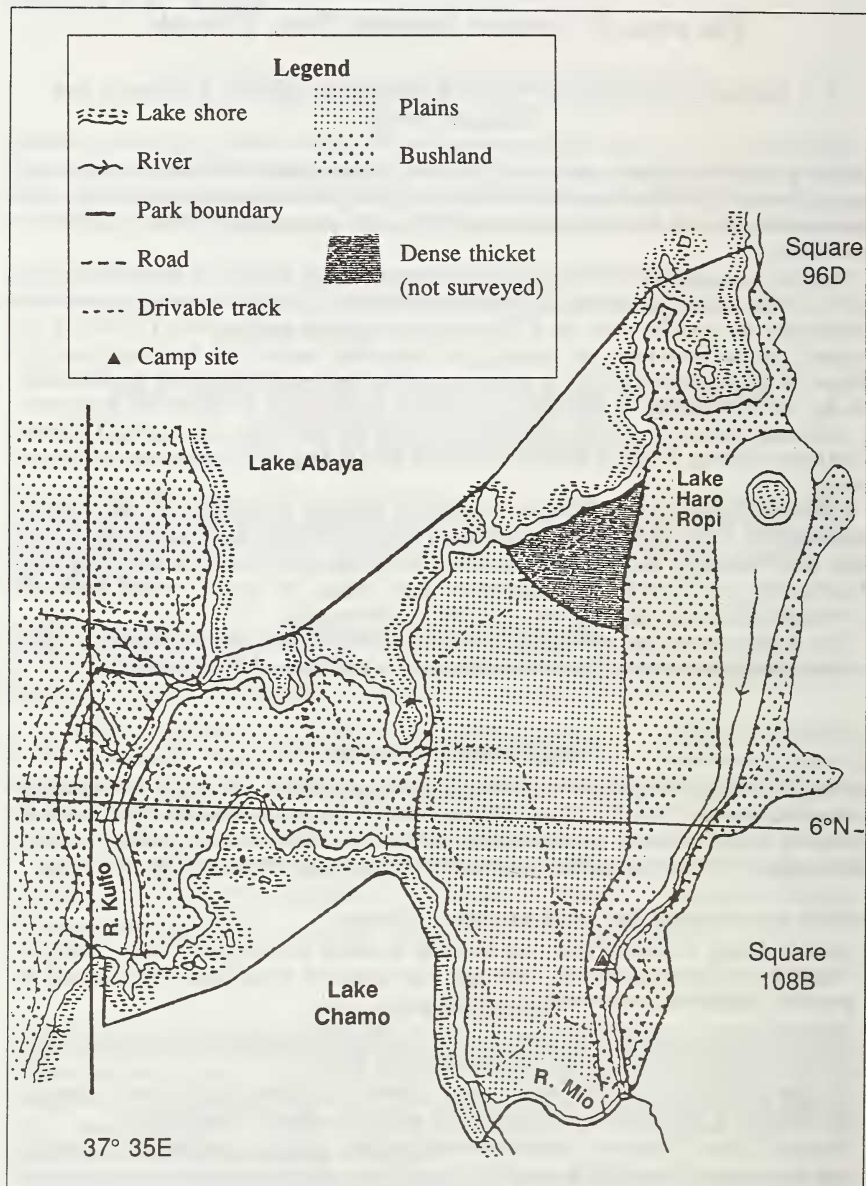 Legend
Lake shore
River
Park boundary
Road
Drivable track
Camp site
Plains
Bushland
Dense thicket
(not surveyed)
Square
96D
Lake Abaya
Lake
Haro
Ropi
6°N
R. Kulfo
Square
108B
Lake
Chamo
R. Mio
37° 35E